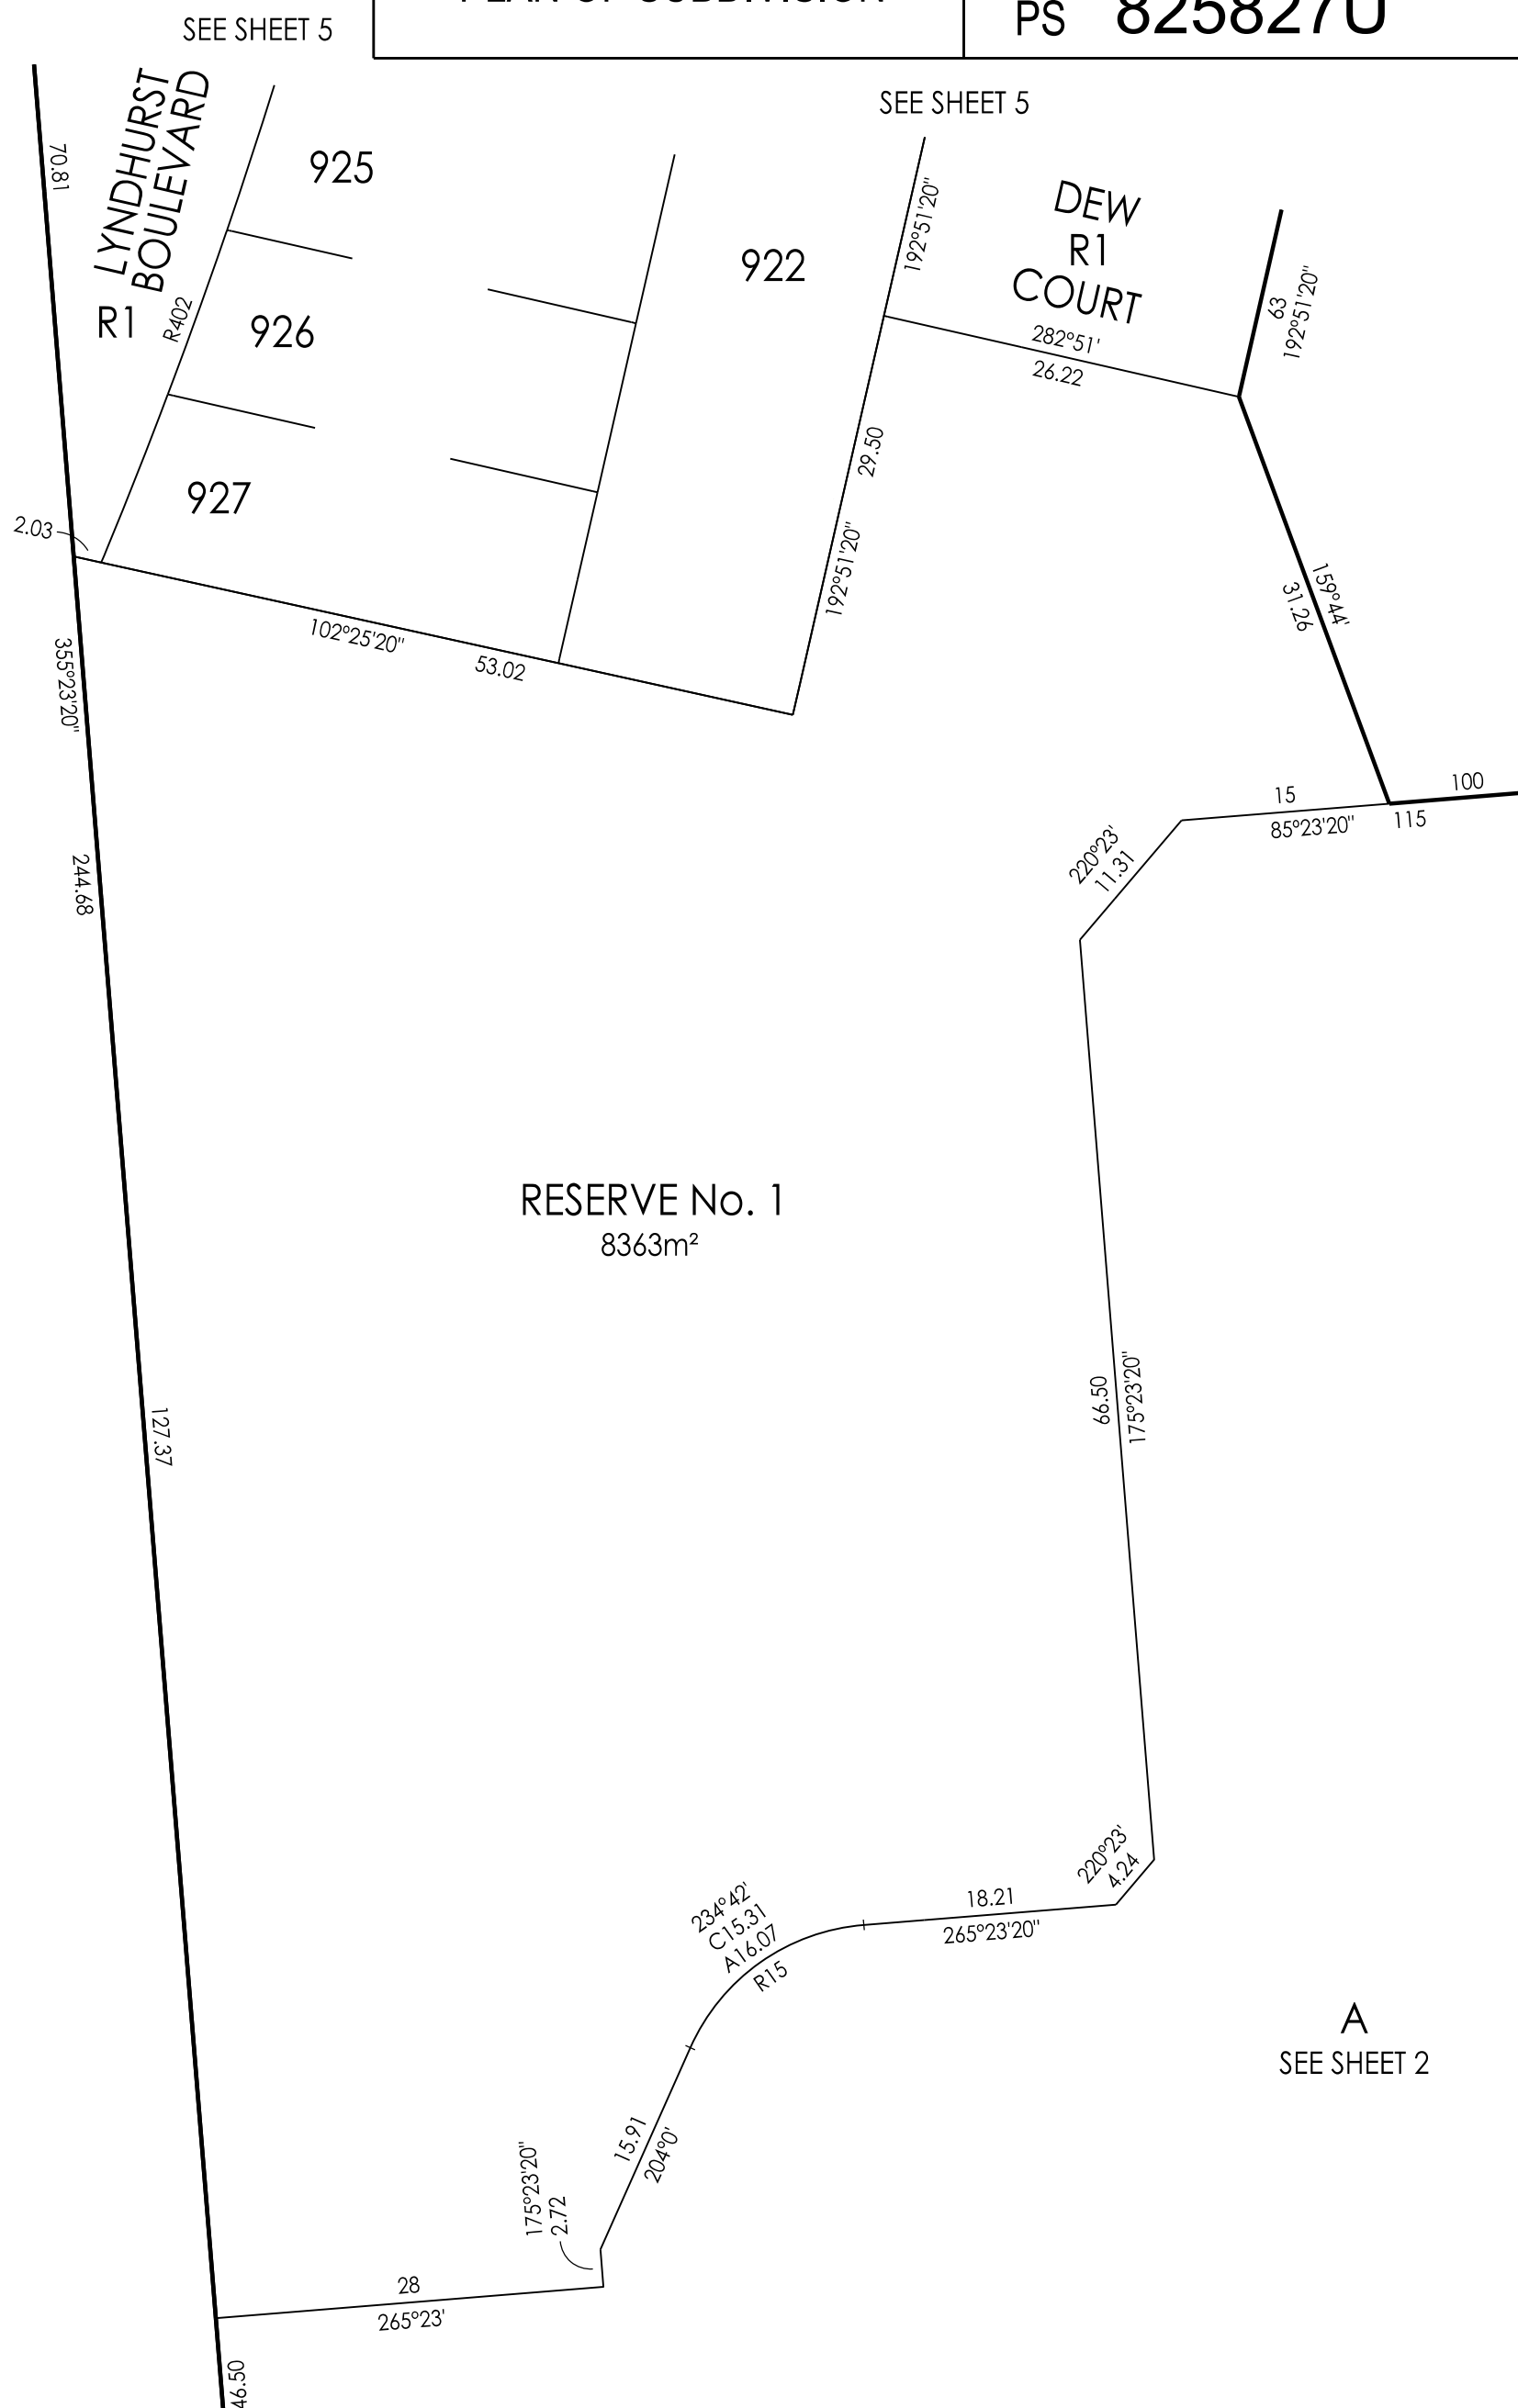 PLAN OF SUBDIVISION
PS 825827U
SEE SHEET 5
SEE SHEET 5
70.81
LYNDHURST
BOULEVARD
R1
R402
925
926
927
922
192°51'20"
DEW
R1
COURT
282°51'
26.22
63
192°51'20"
29.50
192°51'20"
159°44'
31.26
2.03
102°25'20"
53.02
355°23'20"
244.68
15
85°23'20"
100
115
220°23'
11.31
RESERVE No. 1
8363m²
66.50
175°23'20"
127.37
220°23'
4.24
18.21
265°23'20"
234°42'
C15.31
A16.07
R15
A
SEE SHEET 2
15.91
204°0'
175°23'20"
2.72
28
265°23'
46.50